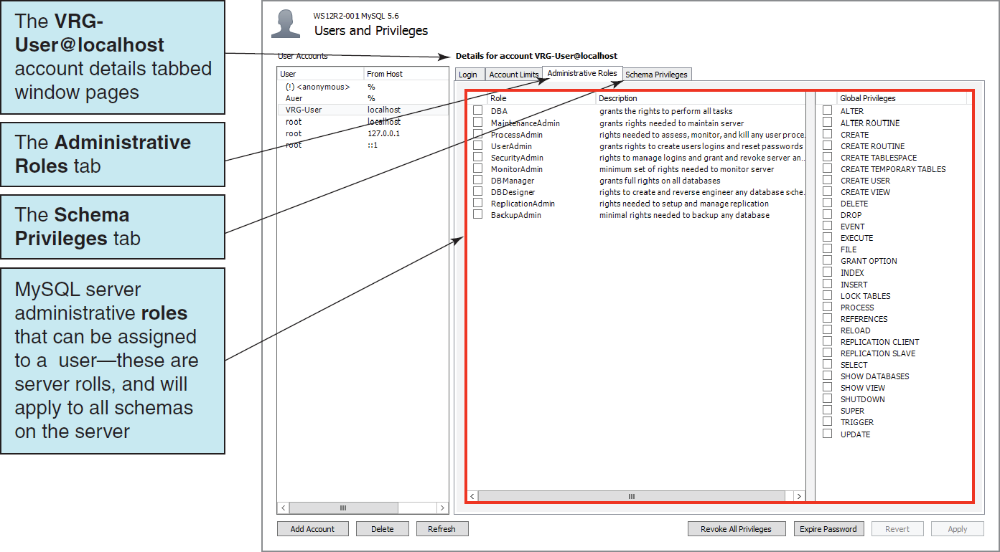 The VRG-
User@localhost
account details tabbed
window pages
The Administrative
Roles tab
The Schema
Privileges tab
MySQL server
administrative roles
that can be assigned
to a user—these are
server rolls, and will
apply to all schemas
on the server
WS12R2-001 MySQL 5.6
Users and Privileges
User Accounts
User From Host
(!) <anonymous> %
Auer %
VRG-User localhost
root localhost
root 127.0.0.1
root ::1
Add Account Delete Refresh
Details for account VRG-User@localhost
Login Account Limits Administrative Roles Schema Privileges
Role Description
DBA grants the rights to perform all tasks
MaintenanceAdmin grants rights needed to maintain server
ProcessAdmin rights needed to assess, monitor, and kill any user proce...
UserAdmin grants rights to create users logins and reset passwords
SecurityAdmin rights to manage logins and grant and revoke server an...
MonitorAdmin minimum set of rights needed to monitor server
DBManager grants full rights on all databases
DBDesigner rights to create and reverse engineer any database sche...
ReplicationAdmin rights needed to setup and manage replication
BackupAdmin minimal rights needed to backup any database
Global Privileges
ALTER
ALTER ROUTINE
CREATE
CREATE ROUTINE
CREATE TABLESPACE
CREATE TEMPORARY TABLES
CREATE USER
CREATE VIEW
DELETE
DROP
EVENT
EXECUTE
FILE
GRANT OPTION
INDEX
INSERT
LOCK TABLES
PROCESS
REFERENCES
RELOAD
REPLICATION CLIENT
REPLICATION SLAVE
SELECT
SHOW DATABASES
SHOW VIEW
SHUTDOWN
SUPER
TRIGGER
UPDATE
Revoke All Privileges Expire Password Revert Apply